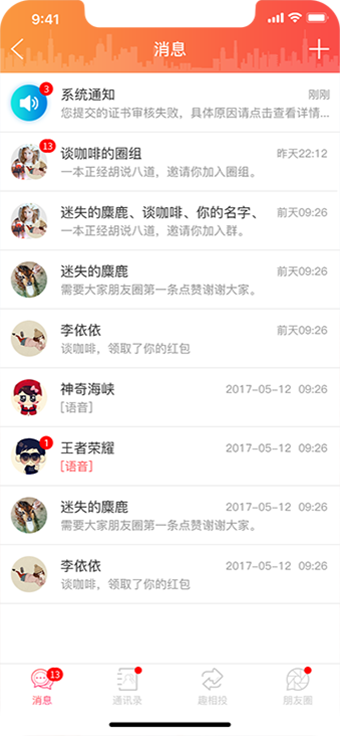 9:41
消息
3
系统通知
刚刚
您提交的证书审核失败，具体原因请点击查看详情...
13
谈咖啡的圈组
昨天22:12
一本正经胡说八道，邀请你加入圈组。
迷失的麋鹿、谈咖啡、你的名字、
前天09:26
一本正经胡说八道，邀请你加入群。
迷失的麋鹿
前天09:26
需要大家朋友圈第一条点赞谢谢大家。
李依依
前天09:26
谈咖啡，领取了你的红包
神奇海峡
2017-05-12 09:26
[语音]
1
王者荣耀
2017-05-12 09:26
[语音]
迷失的麋鹿
2017-05-12 09:26
需要大家朋友圈第一条点赞谢谢大家。
李依依
2017-05-12 09:26
谈咖啡，领取了你的红包
13
消息
通讯录
趣相投
朋友圈